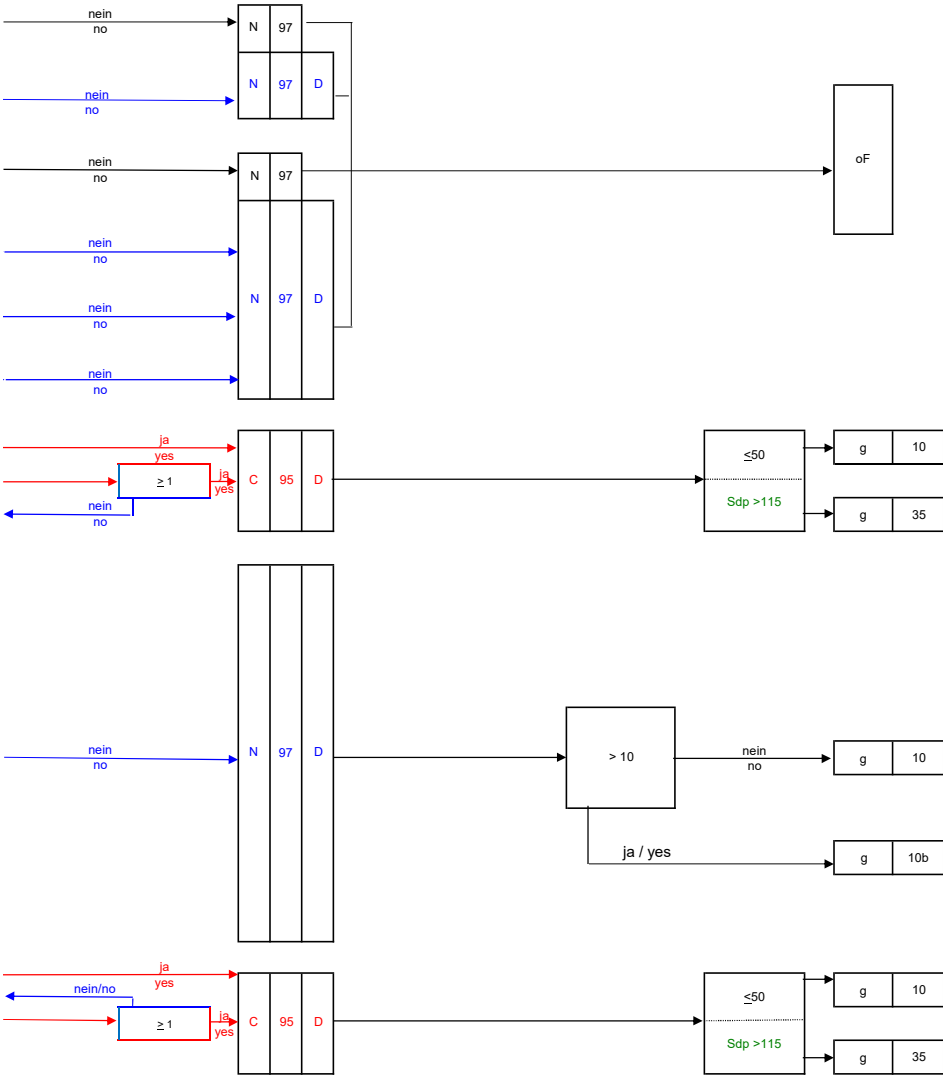 nein
no
N 97
nein
no
N 97 D
oF
nein
no
N 97
nein
no
nein
no
N 97 D
nein
no
ja
yes
≥ 1
ja
yes
nein
no
C 95 D
≤50
Sdp >115
g 10
g 35
nein
no
N 97 D
> 10
nein
no
g 10
ja / yes
g 10b
ja
yes
nein/no
≥ 1
ja
yes
C 95 D
≤50
Sdp >115
g 10
g 35